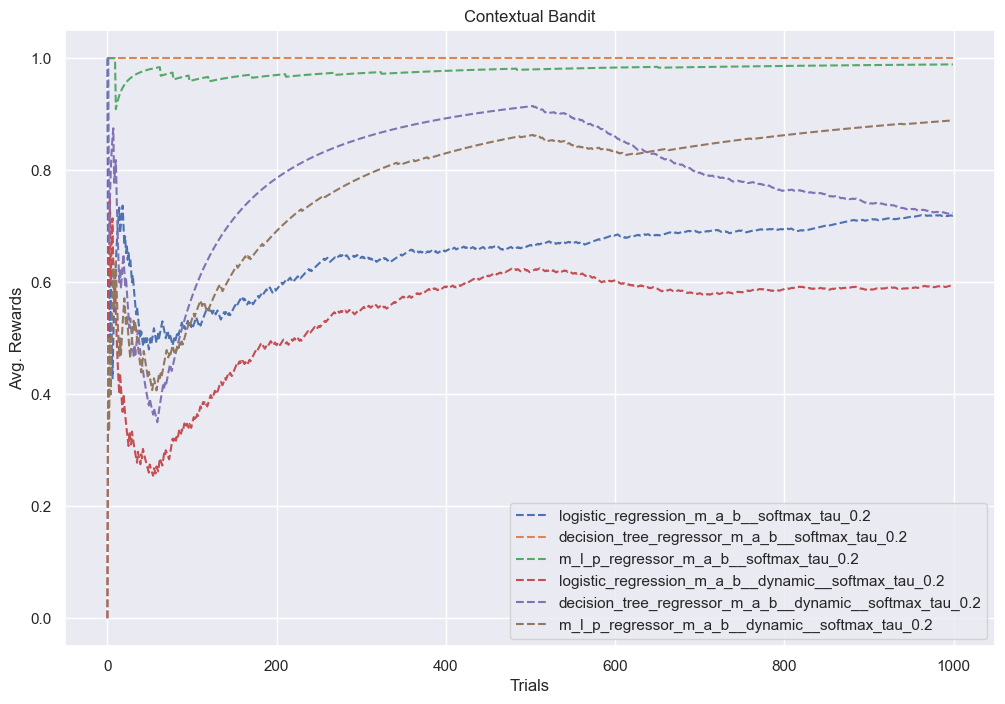 Contextual Bandit
Avg. Rewards
1.0
0.8
0.6
0.4
0.2
0.0
0
200
400
600
800
1000
Trials
logistic_regression_m_a_b__softmax_tau_0.2
decision_tree_regressor_m_a_b__softmax_tau_0.2
m_l_p_regressor_m_a_b__softmax_tau_0.2
logistic_regression_m_a_b__dynamic__softmax_tau_0.2
decision_tree_regressor_m_a_b__dynamic__softmax_tau_0.2
m_l_p_regressor_m_a_b__dynamic__softmax_tau_0.2